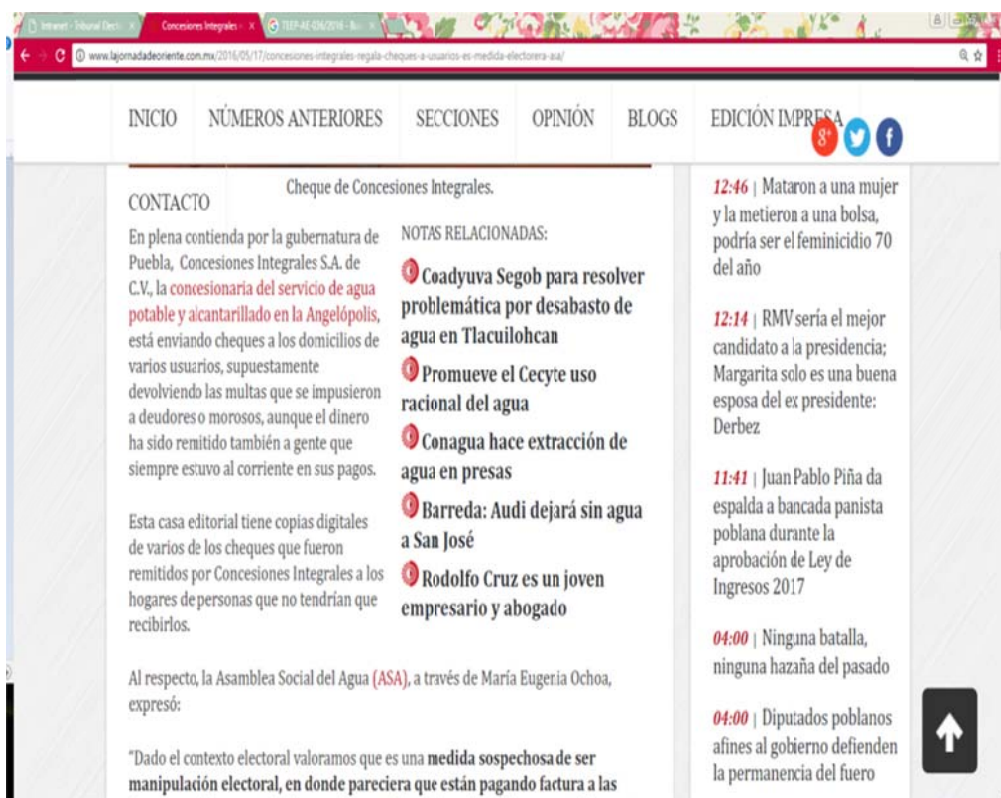 Intranet - Tribunal Elect
Concesiones Integrales
TEEP-AE-036/2016 - Bu
www.lajornadadeoriente.com.mx/2016/05/17/concesiones-integrales-regala-cheques-a-usuarios-es-medida-electorera-asa/
INICIO NÚMEROS ANTERIORES SECCIONES OPINIÓN BLOGS EDICIÓN IMPRESA
CONTACTO
Cheque de Concesiones Integrales.
En plena contienda por la gubernatura de
Puebla, Concesiones Integrales S.A. de
C.V., la concesionaria del servicio de agua
potable y alcantarillado en la Angelópolis,
está enviando cheques a los domicilios de
varios usuarios, supuestamente
devolviendo las multas que se impusieron
a deudores o morosos, aunque el dinero
ha sido remitido también a gente que
siempre estuvo al corriente en sus pagos.
Esta casa editorial tiene copias digitales
de varios de los cheques que fueron
remitidos por Concesiones Integrales a los
hogares de personas que no tendrían que
recibirlos.
NOTAS RELACIONADAS:
Coadyuva Segob para resolver
problemática por desabasto de
agua en Tlacuilohcan
Promueve el Cecyte uso
racional del agua
Conagua hace extracción de
agua en presas
Barreda: Audi dejará sin agua
a San José
Rodolfo Cruz es un joven
empresario y abogado
Al respecto, la Asamblea Social del Agua (ASA), a través de María Eugenia Ochoa,
expresó:
"Dado el contexto electoral valoramos que es una medida sospechosa de ser
manipulación electoral, en donde pareciera que están pagando factura a las
12:46 | Mataron a una mujer
y la metieron a una bolsa,
podría ser el feminicidio 70
del año
12:14 | RMV sería el mejor
candidato a la presidencia;
Margarita solo es una buena
esposa del ex presidente:
Derbez
11:41 | Juan Pablo Piña da
espalda a bancada panista
poblana durante la
aprobación de Ley de
Ingresos 2017
04:00 | Ninguna batalla,
ninguna hazaña del pasado
04:00 | Diputados poblanos
afines al gobierno defienden
la permanencia del fuero